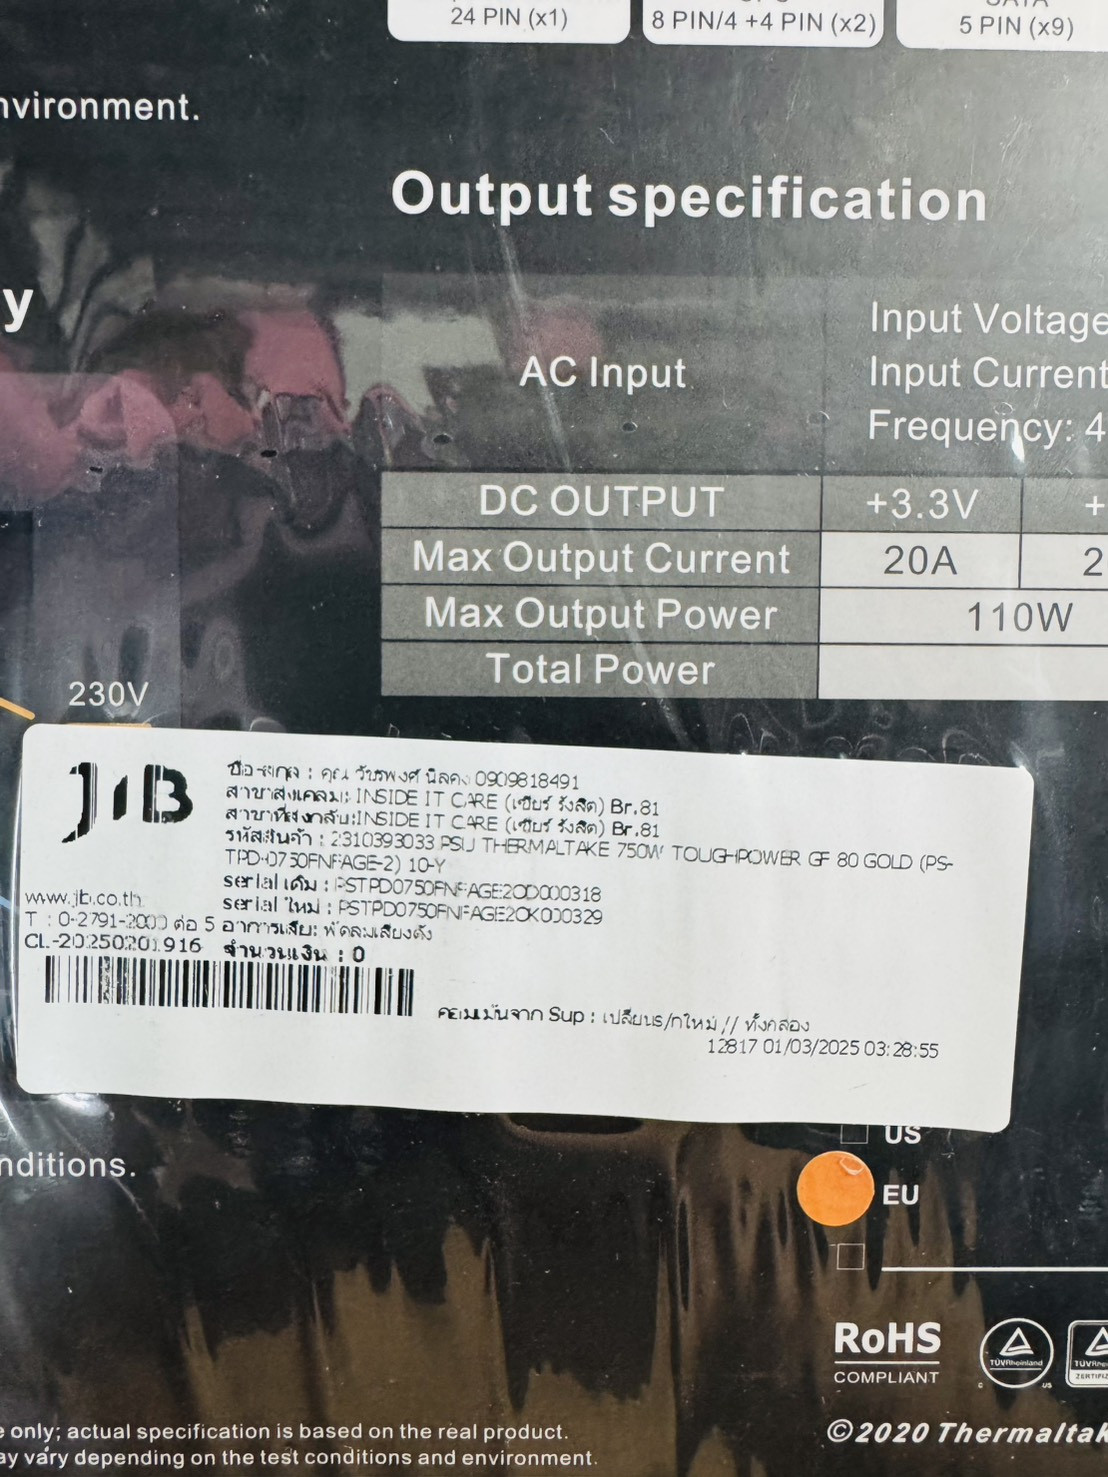 24 PIN (x1)
8 PIN/4 +4 PIN (x2)
SATA
5 PIN (x9)
nvironment.
Output specification
y
AC Input
Input Voltage
Input Current
Frequency: 4
DC OUTPUT
+3.3V
+
Max Output Current
20A
2
Max Output Power
110W
Total Power
230V
JIB
ชื่อ-สกุล : คุณ วัชรพงศ์ นิลคง 0909818491
สาขาส่งเคลม: INSIDE IT CARE (เซียร์ รังสิต) Br.81
สาขาที่ส่งกลับ:INSIDE IT CARE (เซียร์ รังสิต) Br.81
รหัสสินค้า : 2310393033 PSU THERMALTAKE 750W TOUGHPOWER GF 80 GOLD (PS-
TPD-0750FNFAGE-2) 10-Y
serial เดิม : PSTPD0750FNFAGE20D000318
serial ใหม่ : PSTPD0750FNFAGE20K000329
www.jib.co.th
T : 0-2791-2000 ต่อ 5 อาการเสีย: พัดลมเสียงดัง
CL-20250201916 จำนวนเงิน : 0
คอมเม้นจาก Sup : เปลี่ยนs/nใหม่ // ทั้งกล่อง
12817 01/03/2025 03:28:55
US
nditions.
EU
RoHS
COMPLIANT
TÜVRheinland
C US
TÜVRhei
ZERTIFIZ
e only; actual specification is based on the real product.
ay vary depending on the test conditions and environment.
©2020 Thermaltak